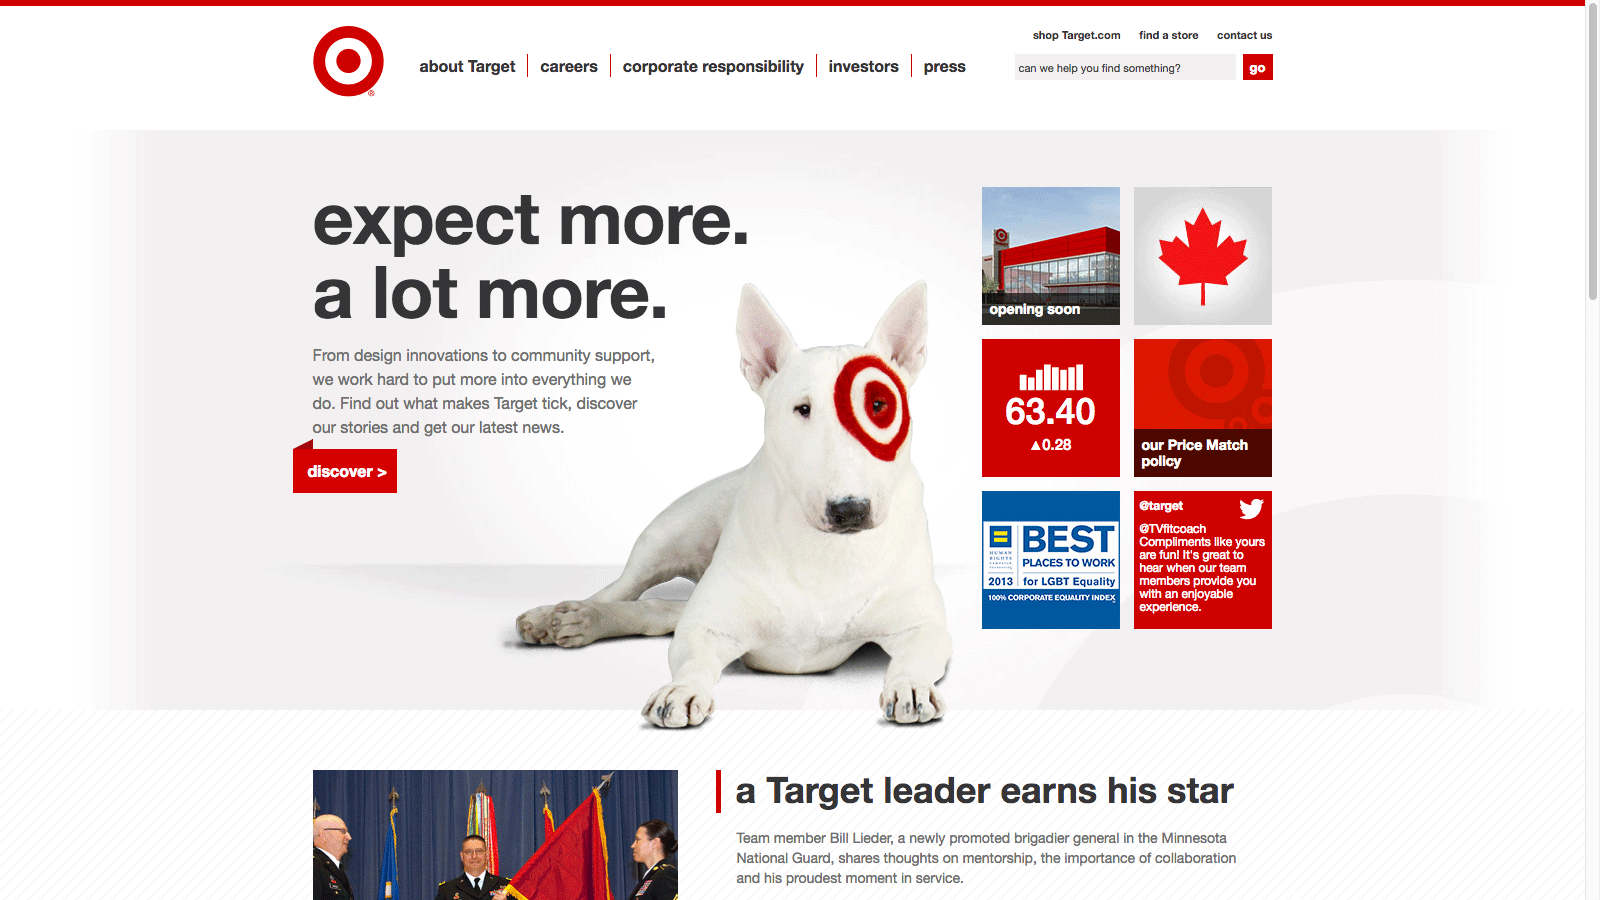 shop Target.com
find a store
contact us
about Target
careers
corporate responsibility
investors
press
can we help you find something?
go
®
expect more.
a lot more.
From design innovations to community support,
we work hard to put more into everything we
do. Find out what makes Target tick, discover
our stories and get our latest news.
discover >
opening soon
63.40
▲0.28
our Price Match
policy
HUMAN
RIGHTS
CAMPAIGN
FOUNDATION
BEST
PLACES TO WORK
2013
for LGBT Equality
100% CORPORATE EQUALITY INDEX
@target
@TVfitcoach
Compliments like yours
are fun! It's great to
hear when our team
members provide you
with an enjoyable
experience.
a Target leader earns his star
Team member Bill Lieder, a newly promoted brigadier general in the Minnesota
National Guard, shares thoughts on mentorship, the importance of collaboration
and his proudest moment in service.